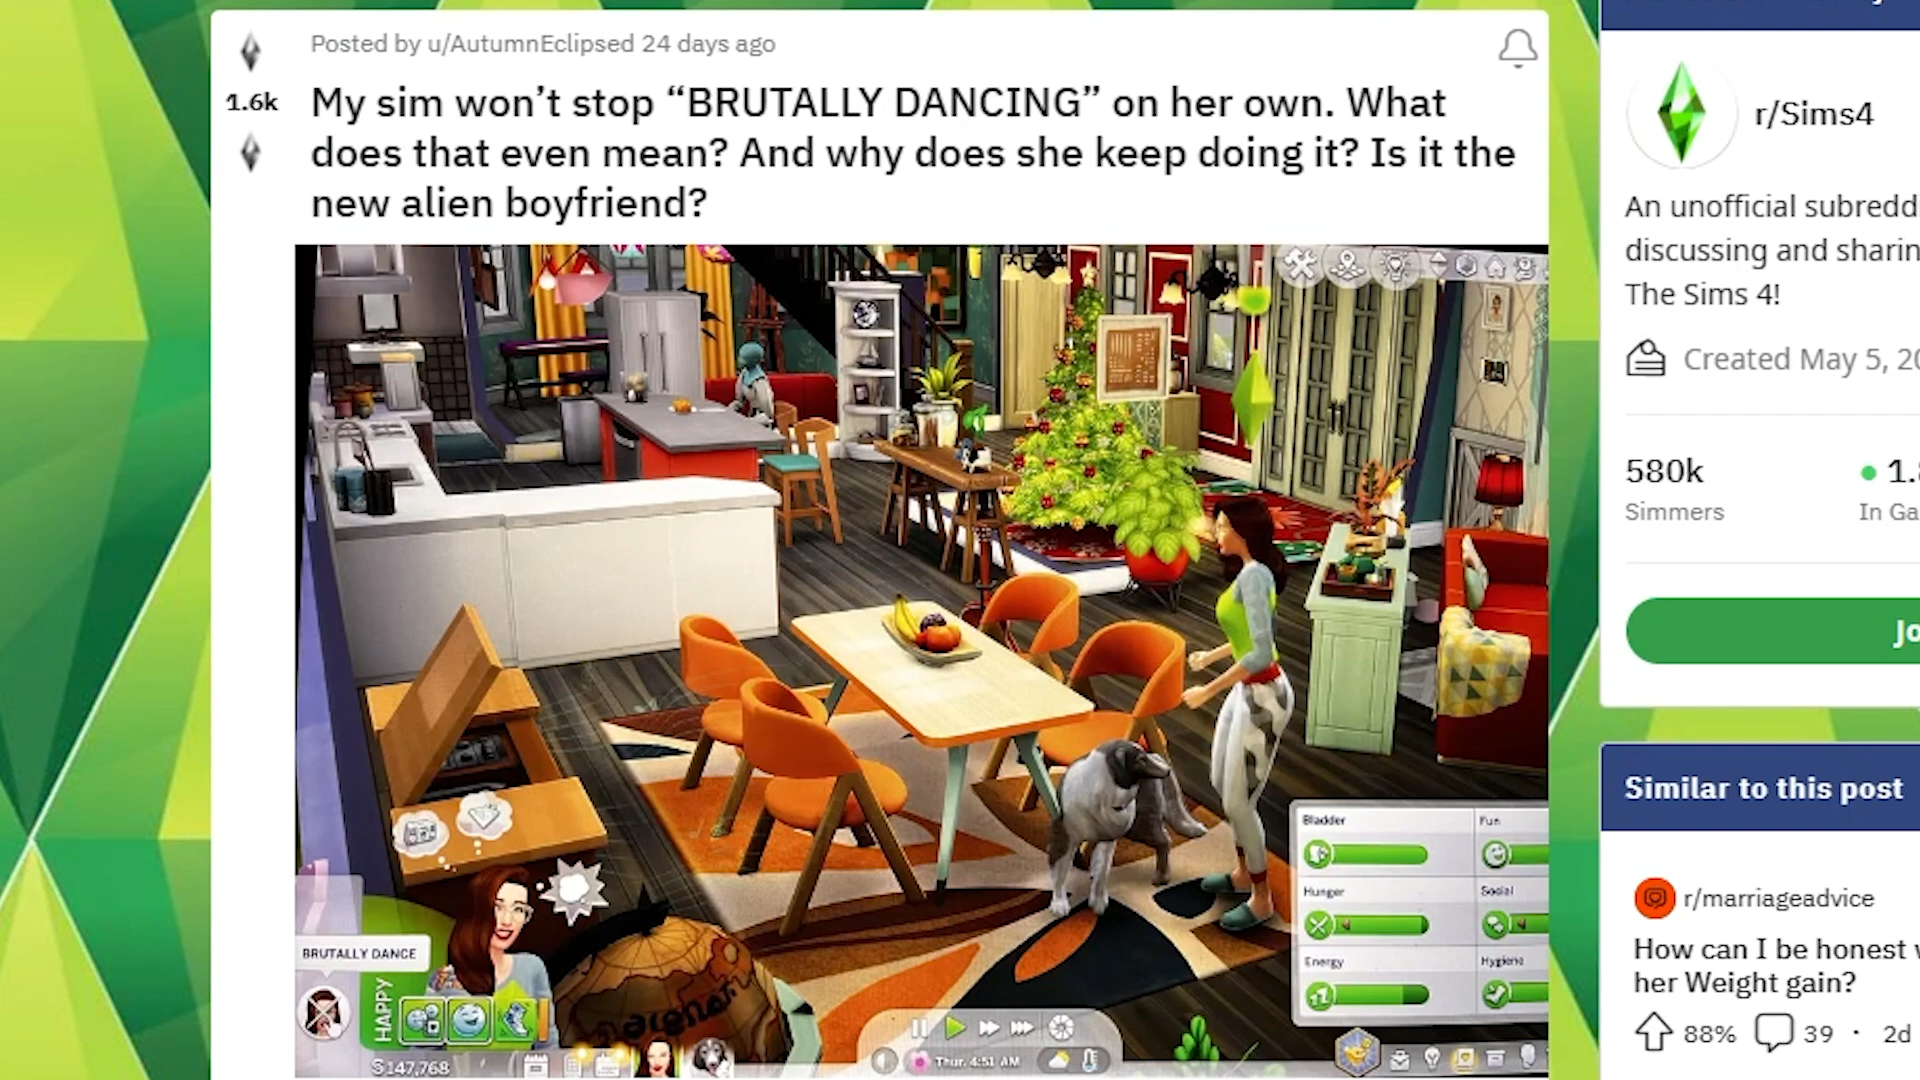 Posted by u/AutumnEclipsed 24 days ago
1.6k
My sim won’t stop “BRUTALLY DANCING” on her own. What
does that even mean? And why does she keep doing it? Is it the
new alien boyfriend?
Bladder
Fun
Hunger
Social
Energy
Hygiene
BRUTALLY DANCE
HAPPY
§147,768
Thur. 4:51 AM
r/Sims4
An unofficial subredd
discussing and sharin
The Sims 4!
Created May 5, 20
580k
1.8
Simmers
In Ga
Jo
Similar to this post
r/marriageadvice
How can I be honest w
her Weight gain?
88% 39 · 2d